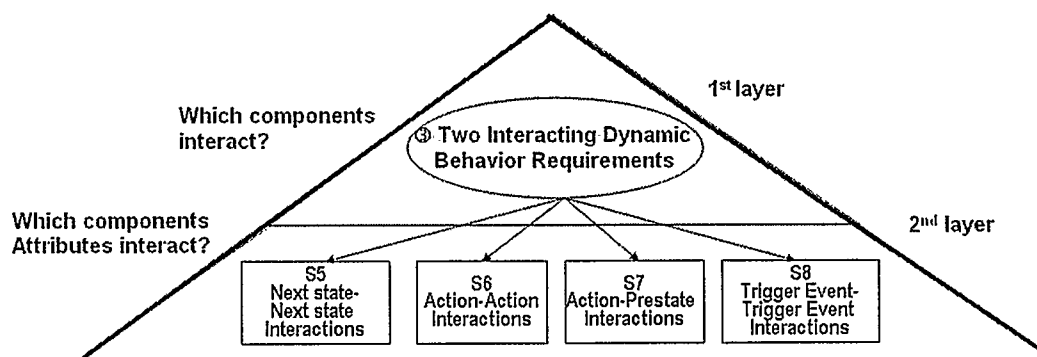 1st layer
Which components
interact?
③ Two Interacting Dynamic
Behavior Requirements
Which components
Attributes interact?
2nd layer
S5
Next state-
Next state
Interactions
S6
Action-Action
Interactions
S7
Action-Prestate
Interactions
S8
Trigger Event-
Trigger Event
Interactions